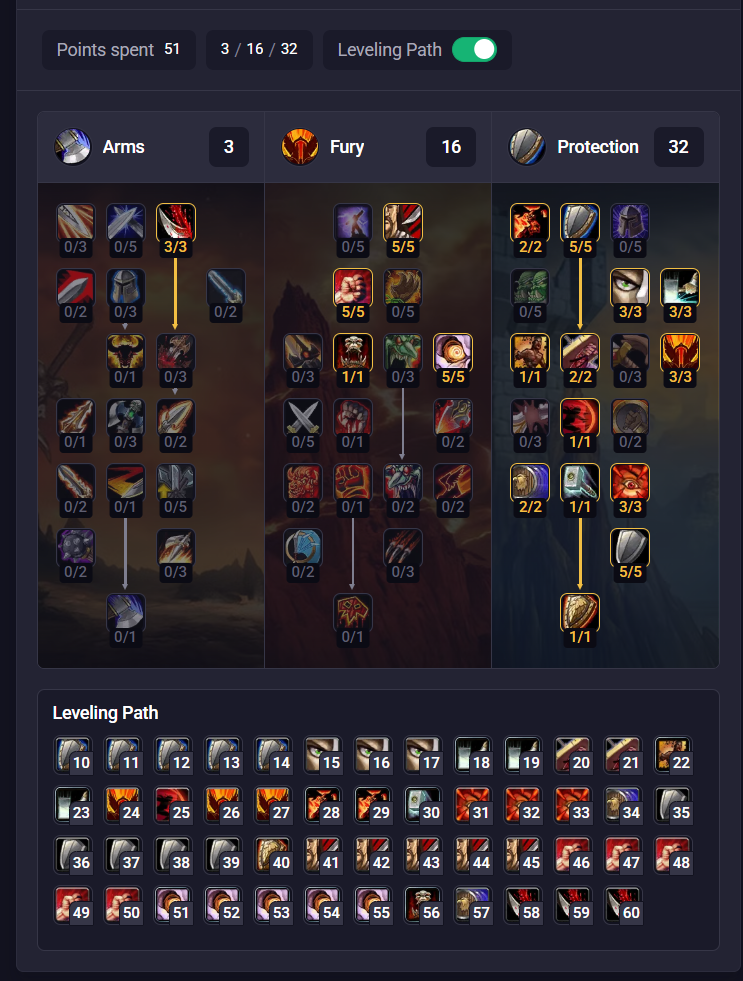 Points spent 51 3 / 16 / 32 Leveling Path
Arms 3 Fury 16 Protection 32
0/3 0/5 3/3 0/5 5/5 2/2 5/5 0/5
0/2 0/3 0/2 5/5 0/5 0/5 3/3 3/3
0/1 0/3 0/3 1/1 0/3 5/5 1/1 2/2 0/3 3/3
0/1 0/3 0/2 0/5 0/1 0/2 0/3 1/1 0/2
0/2 0/1 0/5 0/2 0/1 0/2 0/2 2/2 1/1 3/3
0/2 0/3 0/2 0/3 5/5
0/1 0/1 1/1
Leveling Path
10 11 12 13 14 15 16 17 18 19 20 21 22
23 24 25 26 27 28 29 30 31 32 33 34 35
36 37 38 39 40 41 42 43 44 45 46 47 48
49 50 51 52 53 54 55 56 57 58 59 60